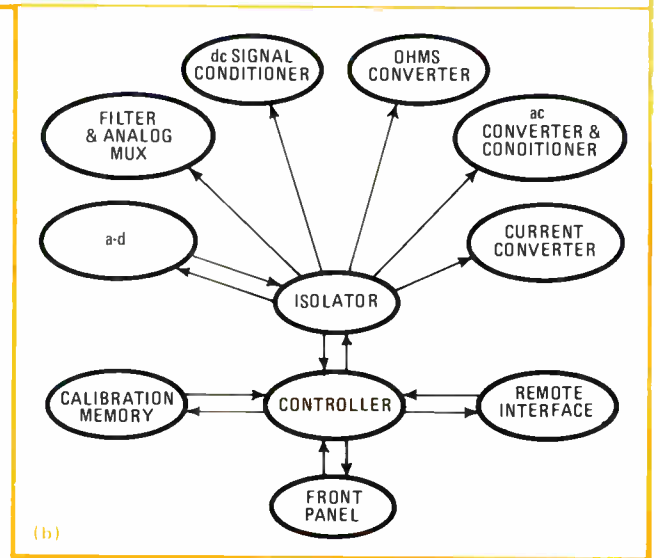 dc SIGNAL
CONDITIONER
OHMS
CONVERTER
FILTER
& ANALOG
MUX
ac
CONVERTER &
CONDITIONER
a-d
CURRENT
CONVERTER
ISOLATOR
CALIBRATION
MEMORY
CONTROLLER
REMOTE
INTERFACE
FRONT
PANEL
(b)